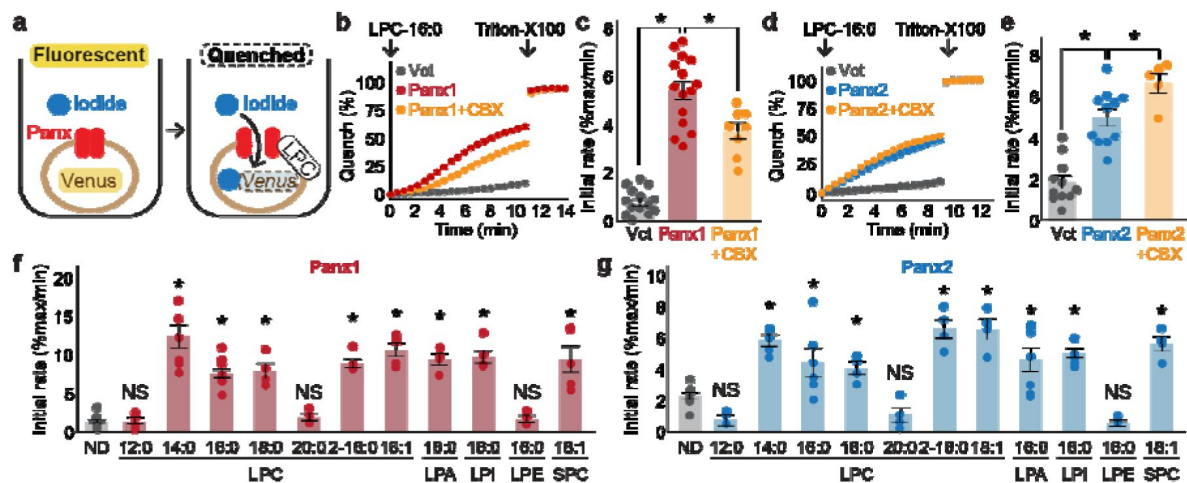 a
Fluorescent
Iodide
Panx
Venus
Quenched
Iodide
LPC
Venus
b
LPC-16:0
Triton-X100
Vct
Panx1
Panx1+CBX
Quench (%)
100
75
50
25
0
0 2 4 6 8 10 12 14
Time (min)
c
* *
Initial rate (%max/min)
8
6
4
2
0
Vct Panx1 Panx1
+CBX
d
LPC-16:0
Triton-X100
Vct
Panx2
Panx2+CBX
Quench (%)
100
75
50
25
0
0 2 4 6 8 10 12
Time (min)
e
* *
Initial rate (%max/min)
8
6
4
2
0
Vct Panx2 Panx2
+CBX
f
Panx1
Initial rate (%max/min)
20
15
10
5
0
NS * * * NS * * * * NS *
ND 12:0 14:0 16:0 18:0 20:0 2-16:0 18:1 16:0 16:0 16:0 18:1
LPC LPA LPI LPE SPC
g
Panx2
Initial rate (%max/min)
10
8
6
4
2
0
NS * * * NS * * * * NS *
ND 12:0 14:0 16:0 18:0 20:0 2-16:0 18:1 16:0 16:0 16:0 18:1
LPC LPA LPI LPE SPC